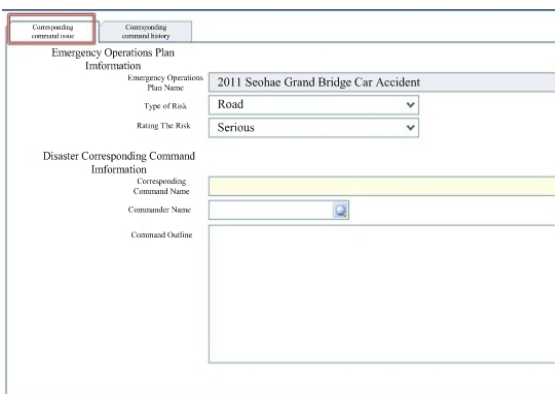 Corresponding
command issue
Corresponding
command history
Emergency Operations Plan
Imformation
Emergency Operations
Plan Name
2011 Seohae Grand Bridge Car Accident
Type of Risk
Road
Rating The Risk
Serious
Disaster Corresponding Command
Imformation
Corresponding
Command Name
Commander Name
Command Outline